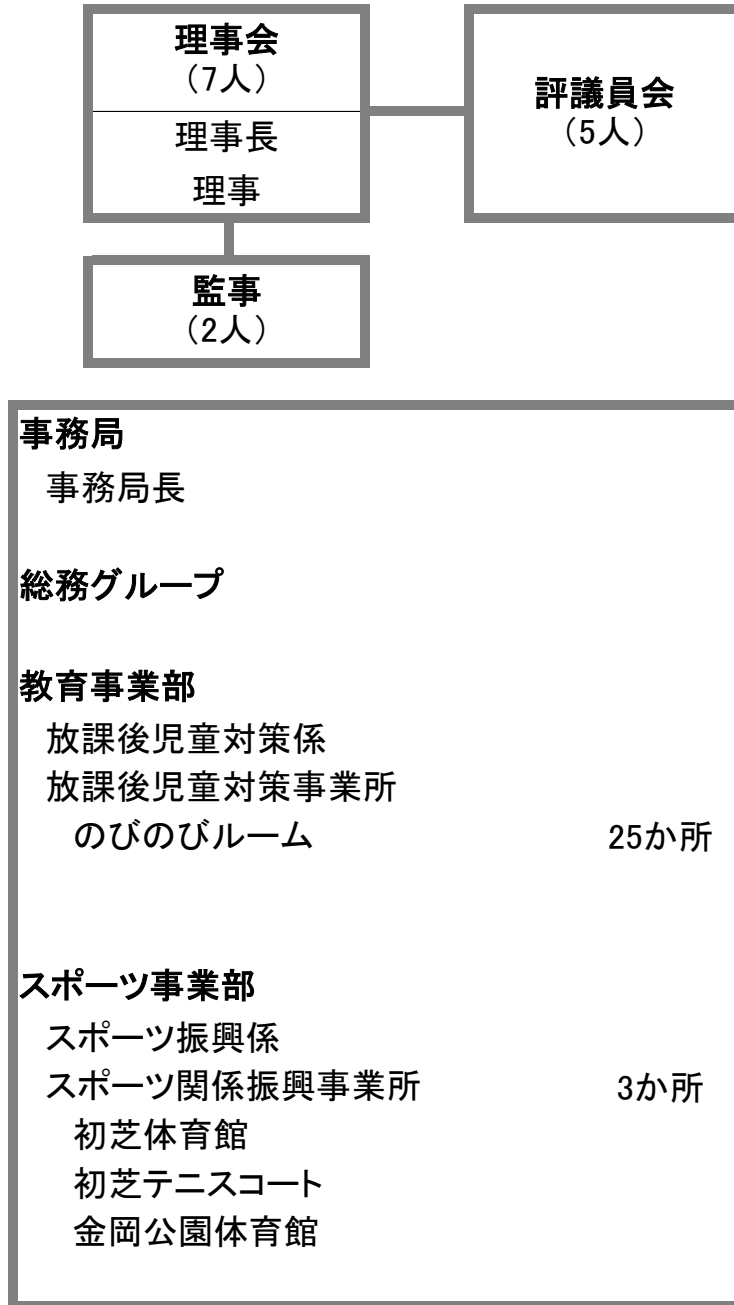 理事会
（7人）
理事長
理事
評議員会
（5人）
監事
（2人）
事務局
事務局長
総務グループ
教育事業部
放課後児童対策係
放課後児童対策事業所
のびのびルーム 25か所
スポーツ事業部
スポーツ振興係
スポーツ関係振興事業所 3か所
初芝体育館
初芝テニスコート
金岡公園体育館